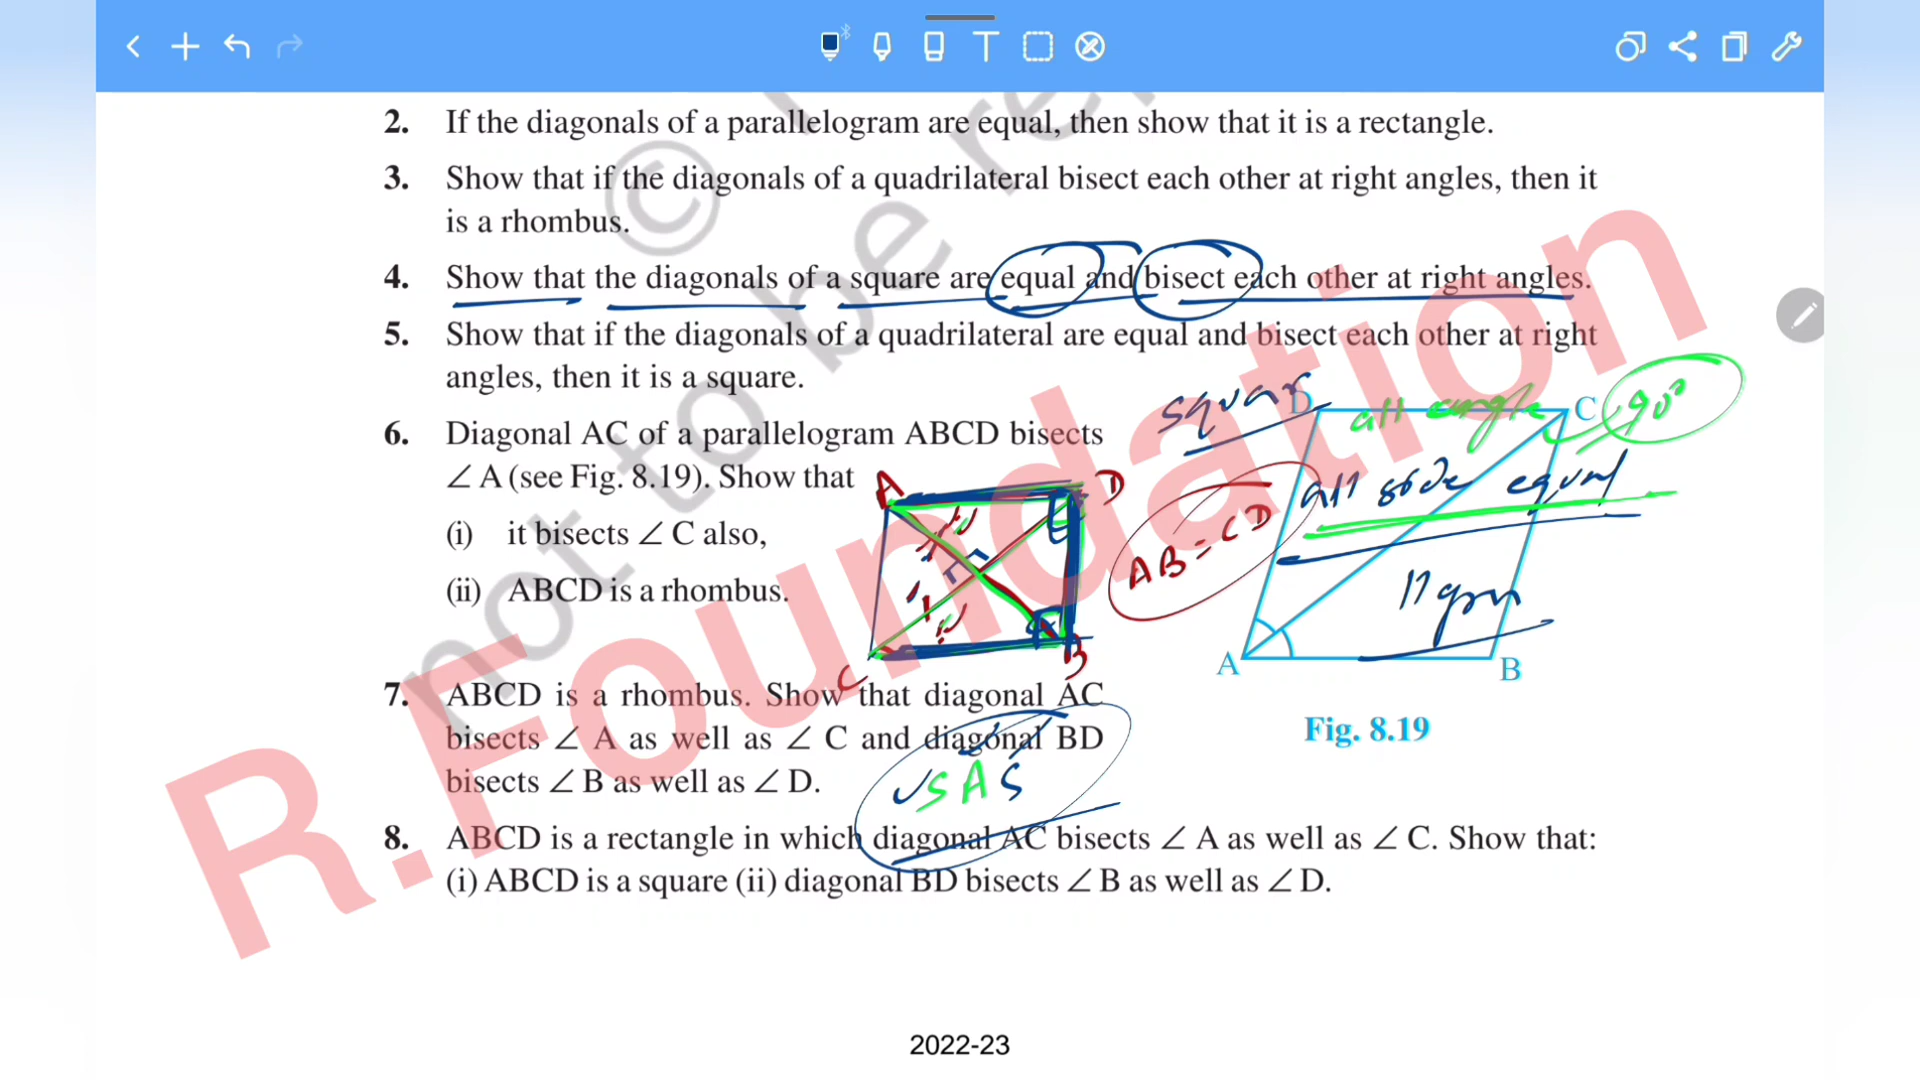 2. If the diagonals of a parallelogram are equal, then show that it is a rectangle.
3. Show that if the diagonals of a quadrilateral bisect each other at right angles, then it
is a rhombus.
4. Show that the diagonals of a square are equal and bisect each other at right angles.
5. Show that if the diagonals of a quadrilateral are equal and bisect each other at right
angles, then it is a square.
6. Diagonal AC of a parallelogram ABCD bisects
∠ A (see Fig. 8.19). Show that
(i) it bisects ∠ C also,
(ii) ABCD is a rhombus.
squar
D
all angle
C
90°
all side equal
A
D
AB = CD
11gm
C
B
A
B
Fig. 8.19
7. ABCD is a rhombus. Show that diagonal AC
bisects ∠ A as well as ∠ C and diagonal BD
bisects ∠ B as well as ∠ D.
SAS
8. ABCD is a rectangle in which diagonal AC bisects ∠ A as well as ∠ C. Show that:
(i) ABCD is a square (ii) diagonal BD bisects ∠ B as well as ∠ D.
© not to be re
R.Foundation
2022-23